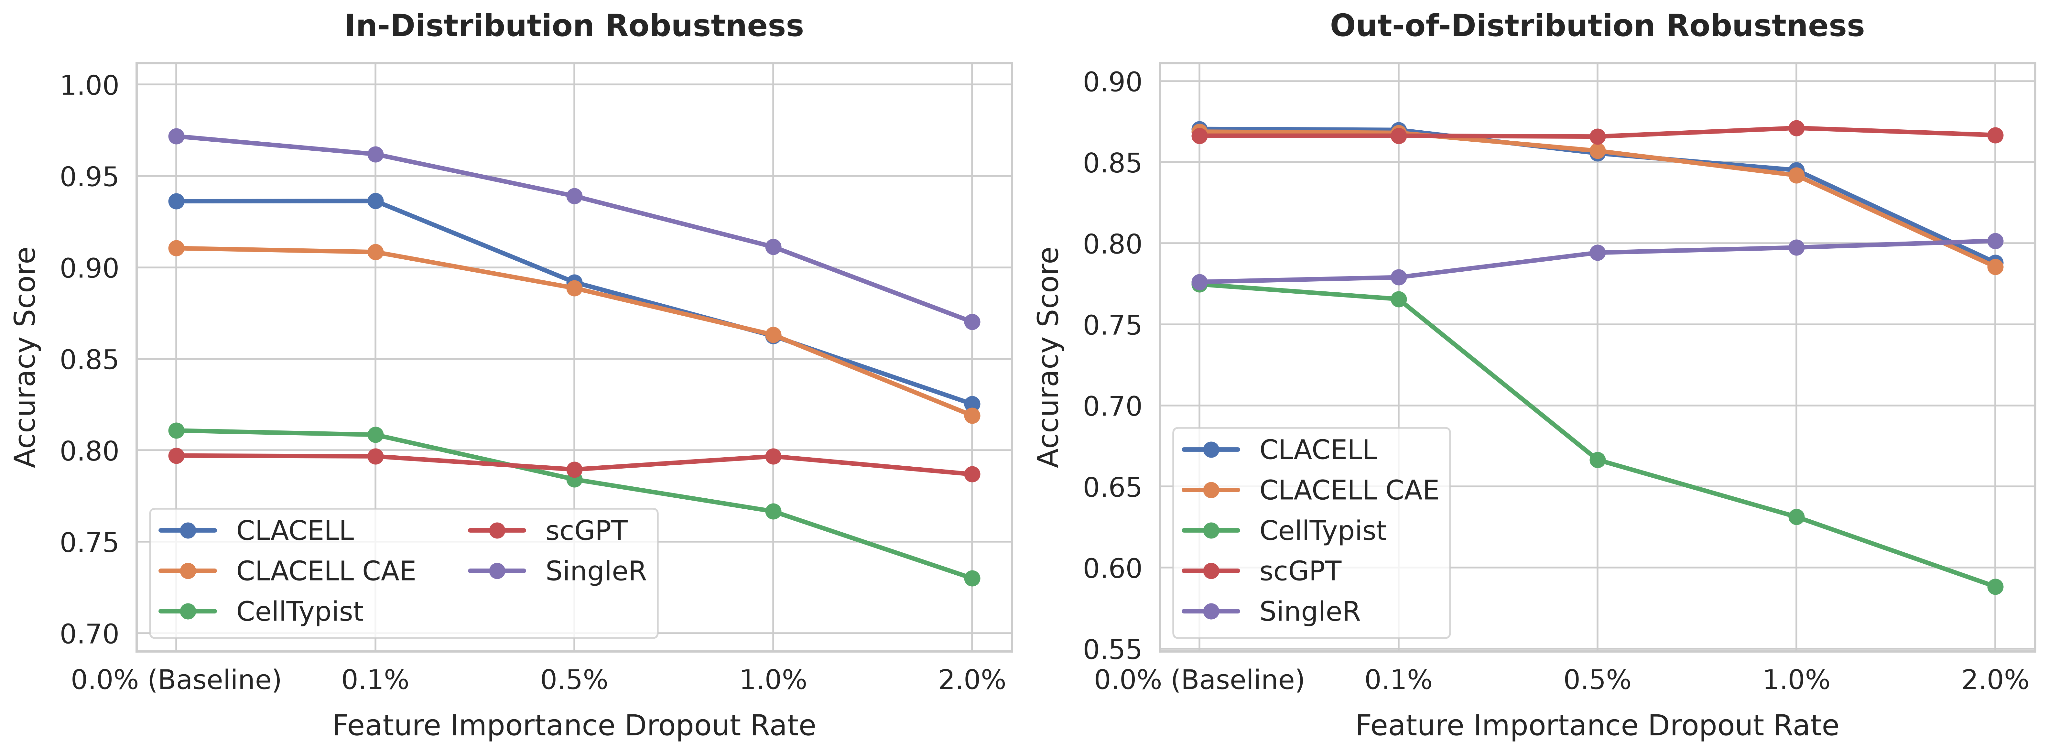 In-Distribution Robustness
1.00
0.95
0.90
0.85
0.80
0.75
0.70
Accuracy Score
CLACELL
CLACELL CAE
CellTypist
scGPT
SingleR
0.0% (Baseline) 0.1% 0.5% 1.0% 2.0%
Feature Importance Dropout Rate
Out-of-Distribution Robustness
0.90
0.85
0.80
0.75
0.70
0.65
0.60
0.55
Accuracy Score
CLACELL
CLACELL CAE
CellTypist
scGPT
SingleR
0.0% (Baseline) 0.1% 0.5% 1.0% 2.0%
Feature Importance Dropout Rate